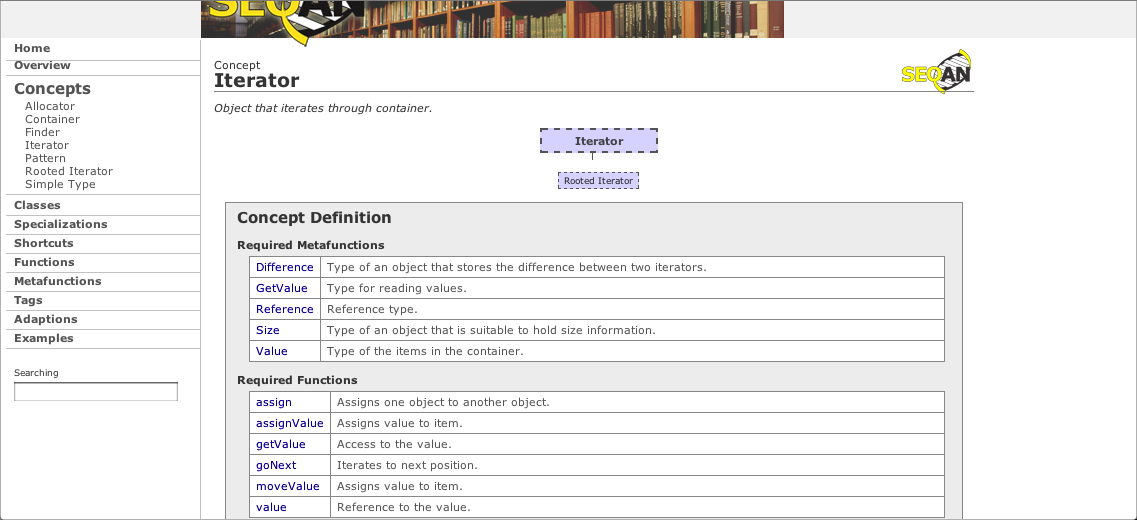 SEQAN
Home
Overview
Concepts
Allocator
Container
Finder
Iterator
Pattern
Rooted Iterator
Simple Type
Classes
Specializations
Shortcuts
Functions
Metafunctions
Tags
Adaptions
Examples
Searching
Concept
Iterator
SEQAN
Object that iterates through container.
Iterator
Rooted Iterator
Concept Definition
Required Metafunctions
Difference Type of an object that stores the difference between two iterators.
GetValue Type for reading values.
Reference Reference type.
Size Type of an object that is suitable to hold size information.
Value Type of the items in the container.
Required Functions
assign Assigns one object to another object.
assignValue Assigns value to item.
getValue Access to the value.
goNext Iterates to next position.
moveValue Assigns value to item.
value Reference to the value.